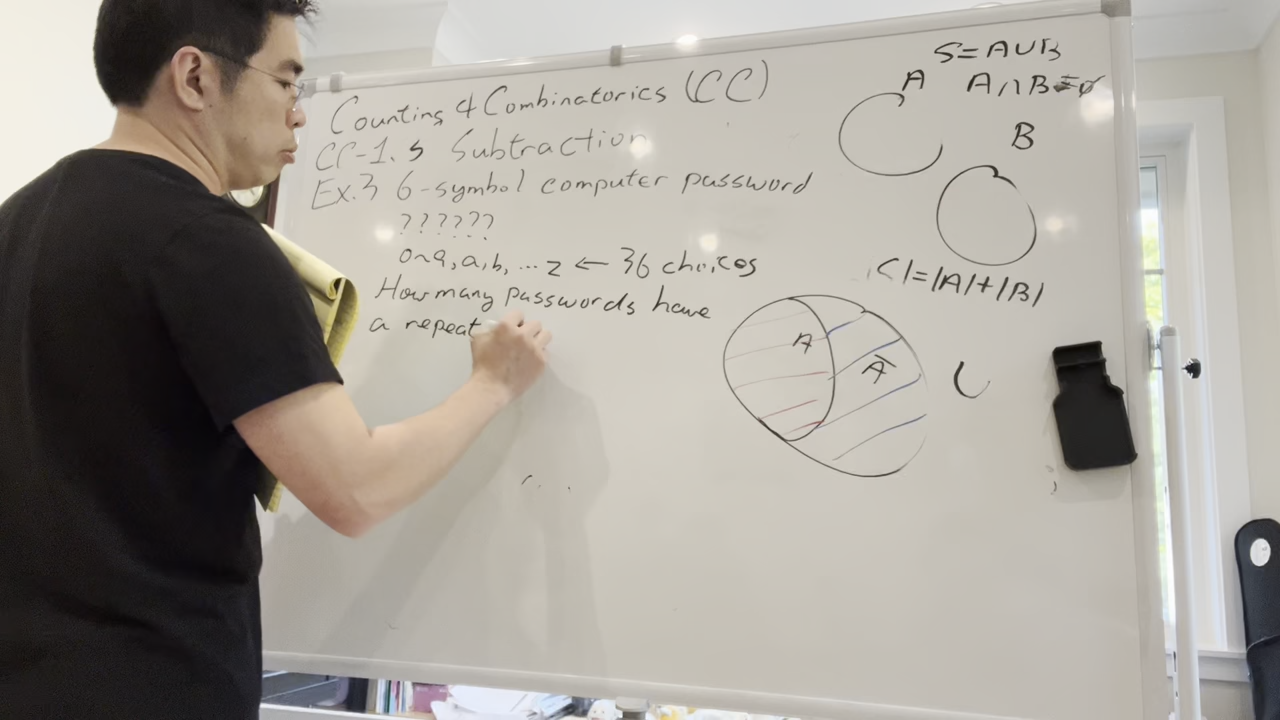 Counting & Combinatorics (CC)
CC-1.5 Subtraction
Ex.3 6-symbol computer password
??????
0~9, a, b, ... z ← 36 choices
How many passwords have
a repeat
S = A ∪ B
A ∩ B = ∅
A
B
|= |A|+|B|
A
Ā